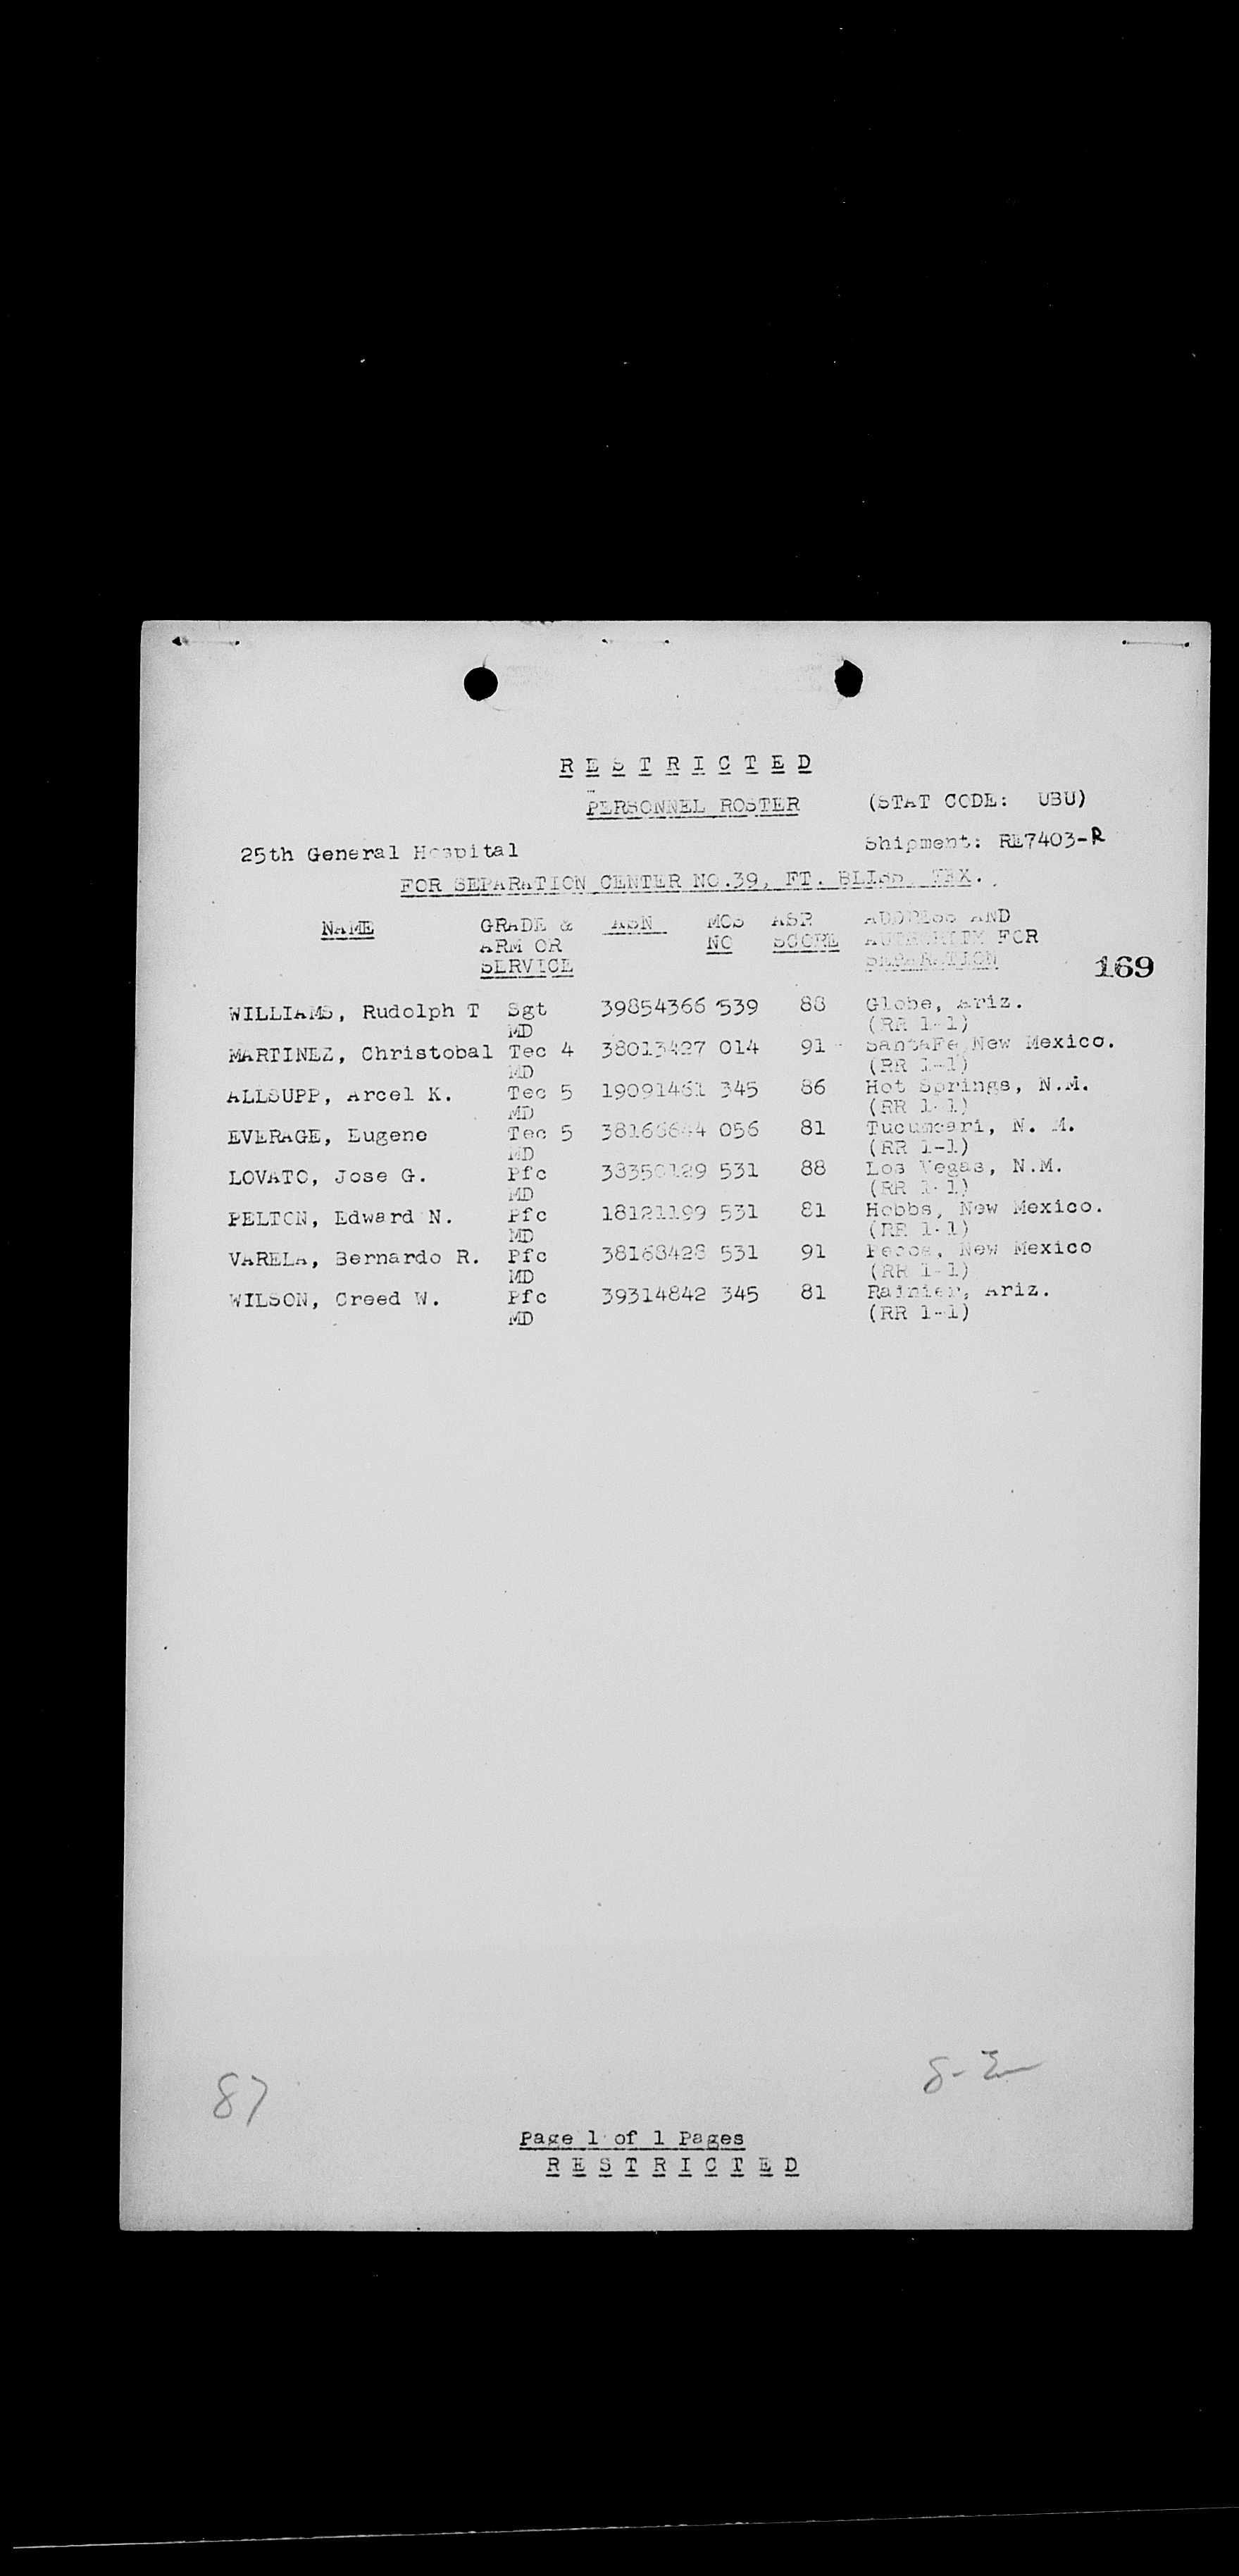 R E S T R I C T E D
PERSONNEL ROSTER (STAT CODE: UBU)
25th General Hospital Shipment: RE7403-R
FOR SEPARATION CENTER NO.39, FT. BLISS, TEX.
NAME GRADE & ASN MOS ASR ADDRESS AND
ARM OR NO SCORE AUTHORITY FOR
SERVICE SEPARATION 169
WILLIAMS, Rudolph T Sgt 39854366 539 88 Globe, Ariz.
MD (RR 1-1)
MARTINEZ, Christobal Tec 4 38013427 014 91 SantaFe New Mexico.
MD (RR 1-1)
ALLSUPP, Arcel K. Tec 5 19091461 345 86 Hot Springs, N.M.
MD (RR 1-1)
EVERAGE, Eugene Tec 5 056 81 Tucumcari, N. M.
MD (RR 1-1)
LOVATO, Jose G. Pfc 38350129 531 88 Los Vegas, N.M.
MD (RR 1-1)
PELTON, Edward N. Pfc 18121199 531 81 Hobbs, New Mexico.
MD (RR 1-1)
VARELA, Bernardo R. Pfc 38168428 531 91 Pecos, New Mexico
MD (RR 1-1)
WILSON, Creed W. Pfc 39314842 345 81 Rainier, Ariz.
MD (RR 1-1)
87
Page 1 of 1 Pages
R E S T R I C T E D